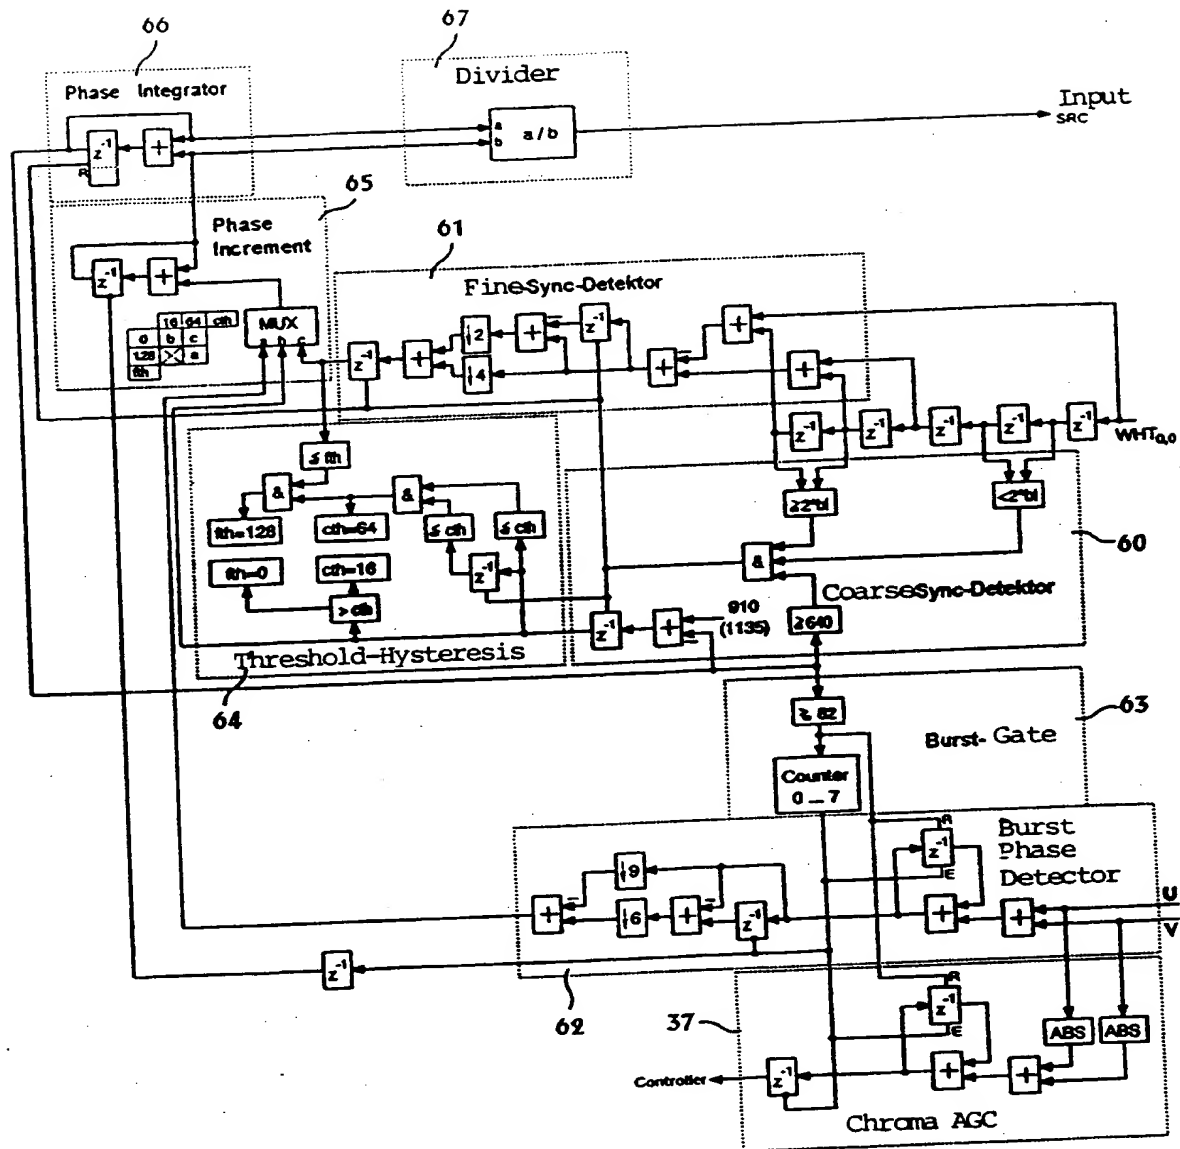 66
67
Phase Integrator
Divider
z⁻¹
+
R
a
b
a/b
Input
SRC
65
Phase
Increment
61
z⁻¹
+
Fine-Sync-Detektor
16 64 cth
0 b c
128 a
fth
MUX
a b c
z⁻¹
+
↓2
↓4
+
−
z⁻¹
+
−
+
+
z⁻¹
z⁻¹
z⁻¹
z⁻¹
z⁻¹
WHT0,0
≤ fth
&
&
≥2*bl
<2*bl
fth=128
cth=64
≤ cth
≤ cth
60
fth=0
cth=16
z⁻¹
&
Coarse-Sync-Detektor
>cth
z⁻¹
+
−
910
(1135)
≥640
Threshold-Hysteresis
64
≥ 82
63
Burst-Gate
Counter
0 ... 7
R
z⁻¹
E
Burst
Phase
Detector
↓9
−
+
↓6
+
−
z⁻¹
+
+
U
V
z⁻¹
62
37
R
z⁻¹
E
ABS
ABS
Controller
z⁻¹
+
+
Chroma AGC